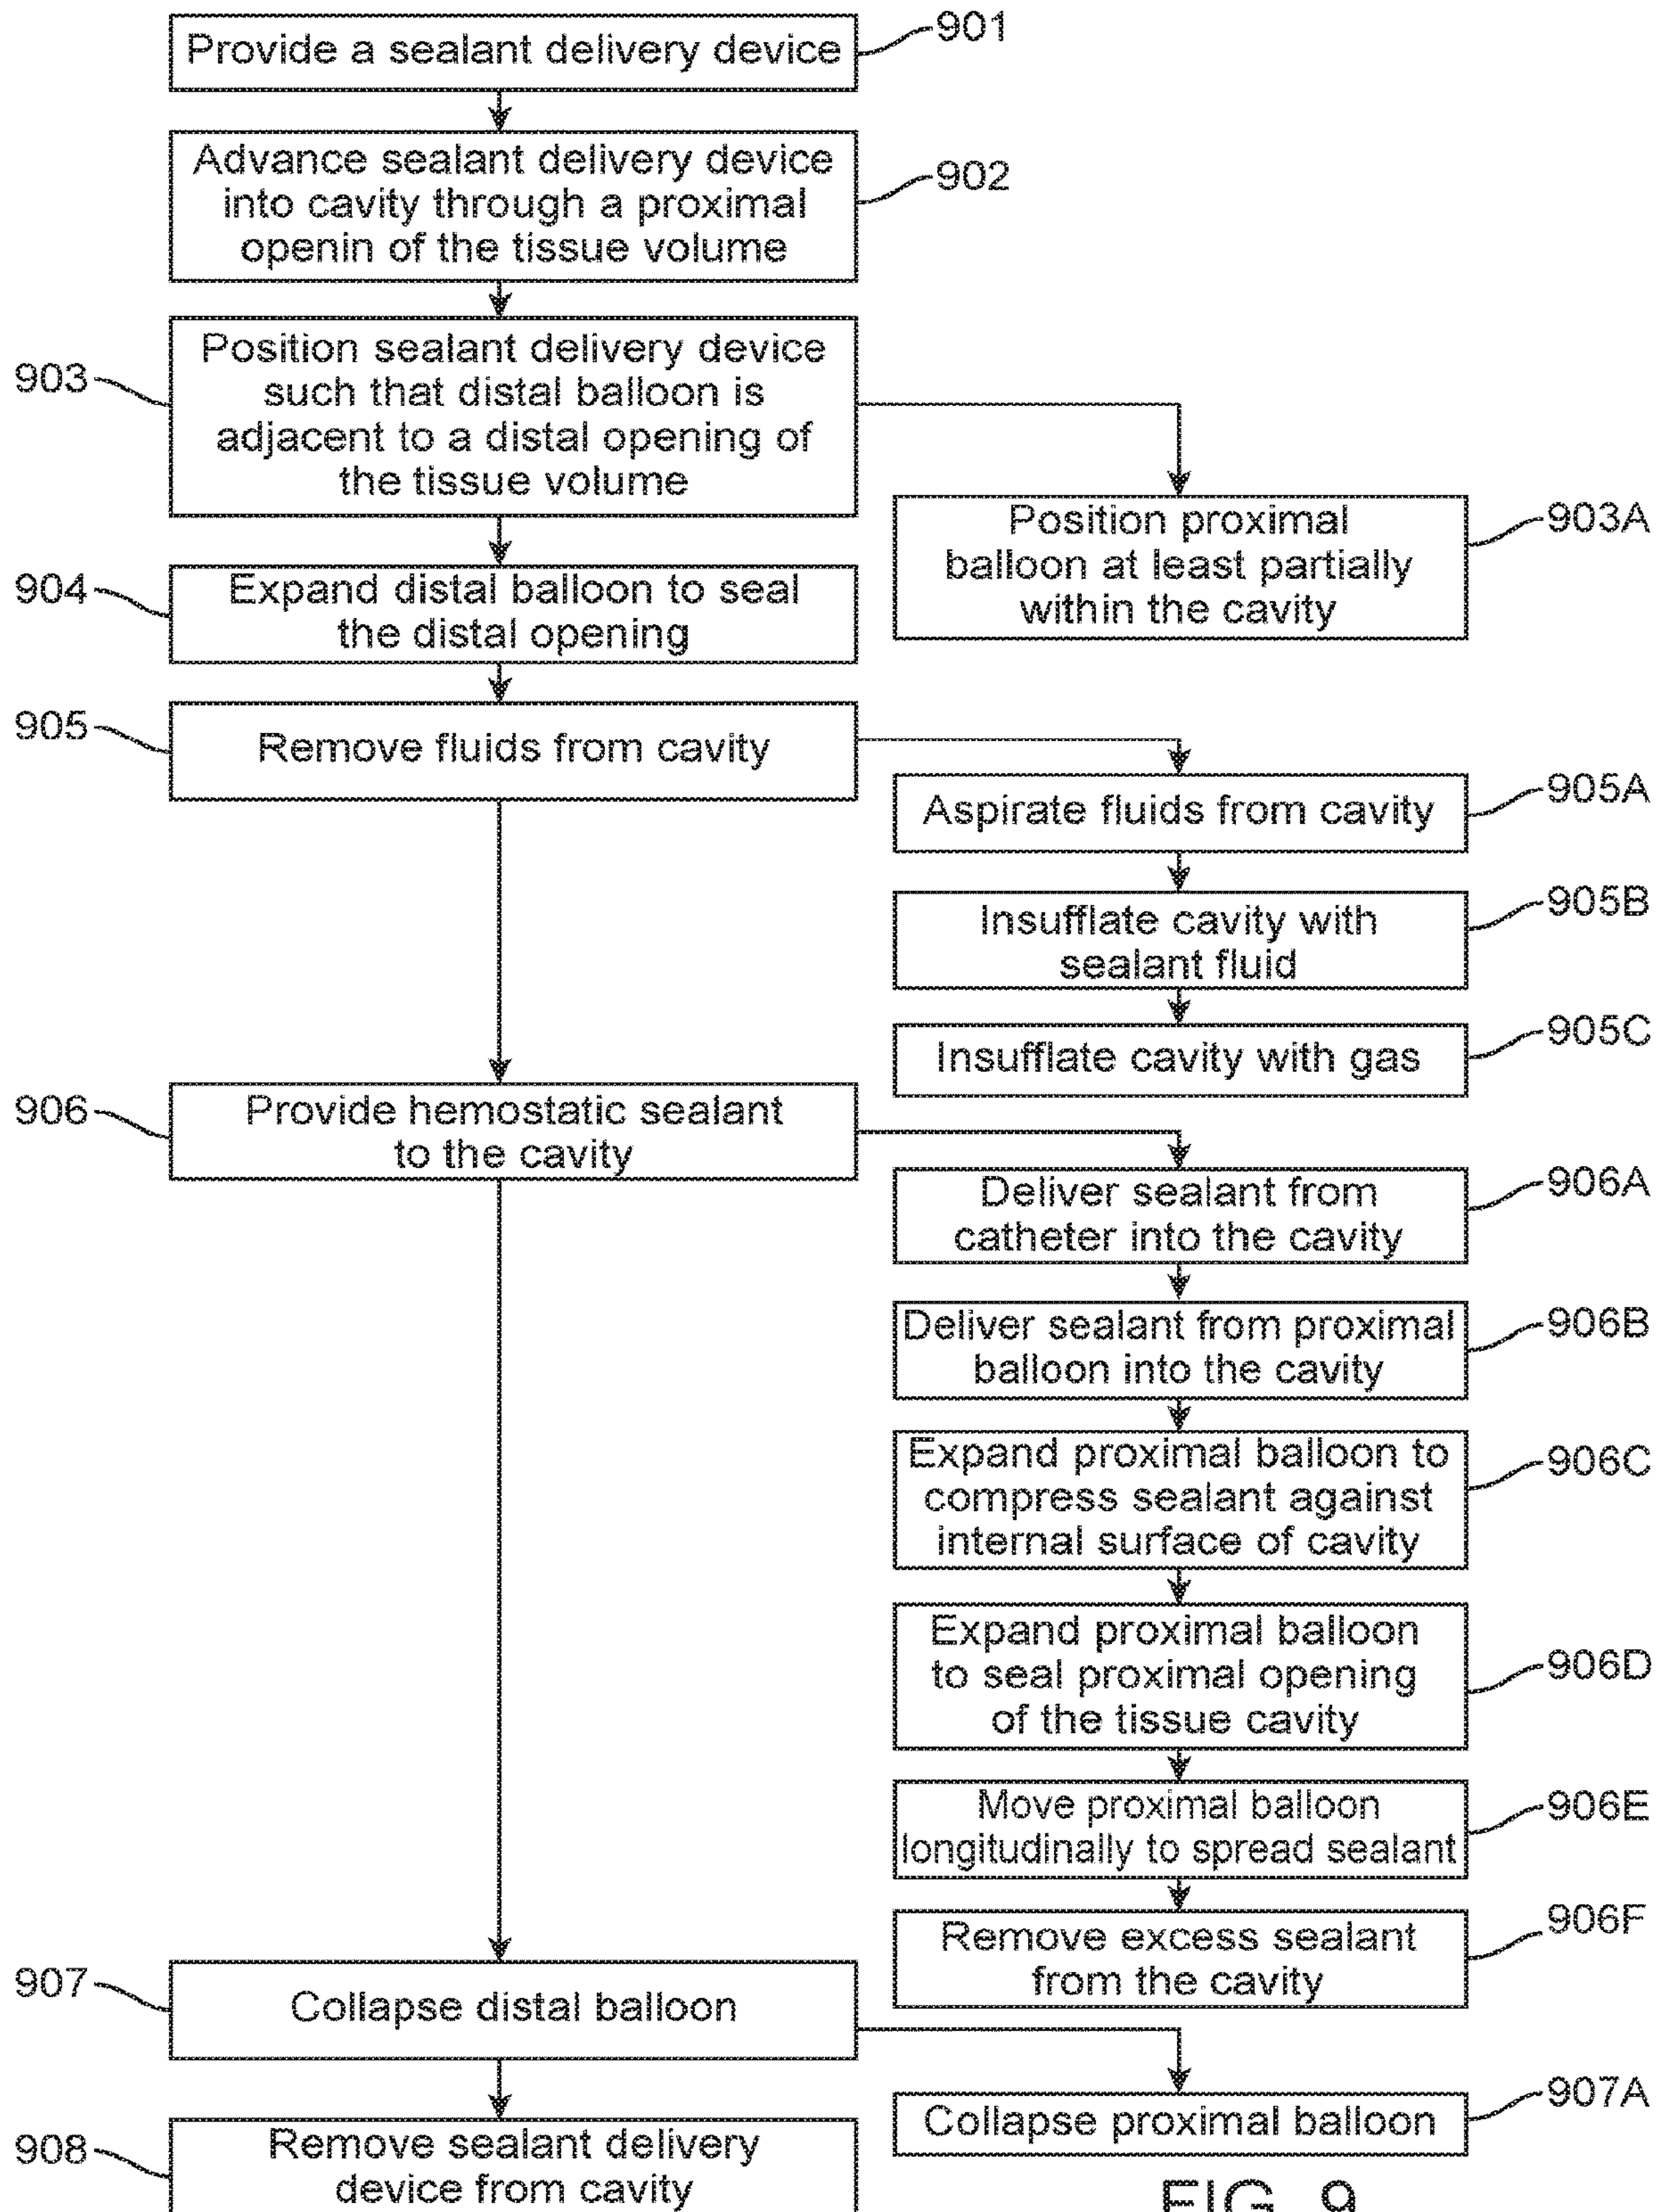 Provide a sealant delivery device
901
Advance sealant delivery device
into cavity through a proximal
openin of the tissue volume
902
903
Position sealant delivery device
such that distal balloon is
adjacent to a distal opening of
the tissue volume
Position proximal
balloon at least partially
within the cavity
903A
904
Expand distal balloon to seal
the distal opening
905
Remove fluids from cavity
Aspirate fluids from cavity
905A
Insufflate cavity with
sealant fluid
905B
Insufflate cavity with gas
905C
906
Provide hemostatic sealant
to the cavity
Deliver sealant from
catheter into the cavity
906A
Deliver sealant from proximal
balloon into the cavity
906B
Expand proximal balloon to
compress sealant against
internal surface of cavity
906C
Expand proximal balloon
to seal proximal opening
of the tissue cavity
906D
Move proximal balloon
longitudinally to spread sealant
906E
Remove excess sealant
from the cavity
906F
907
Collapse distal balloon
Collapse proximal balloon
907A
908
Remove sealant delivery
device from cavity
FIG. 9